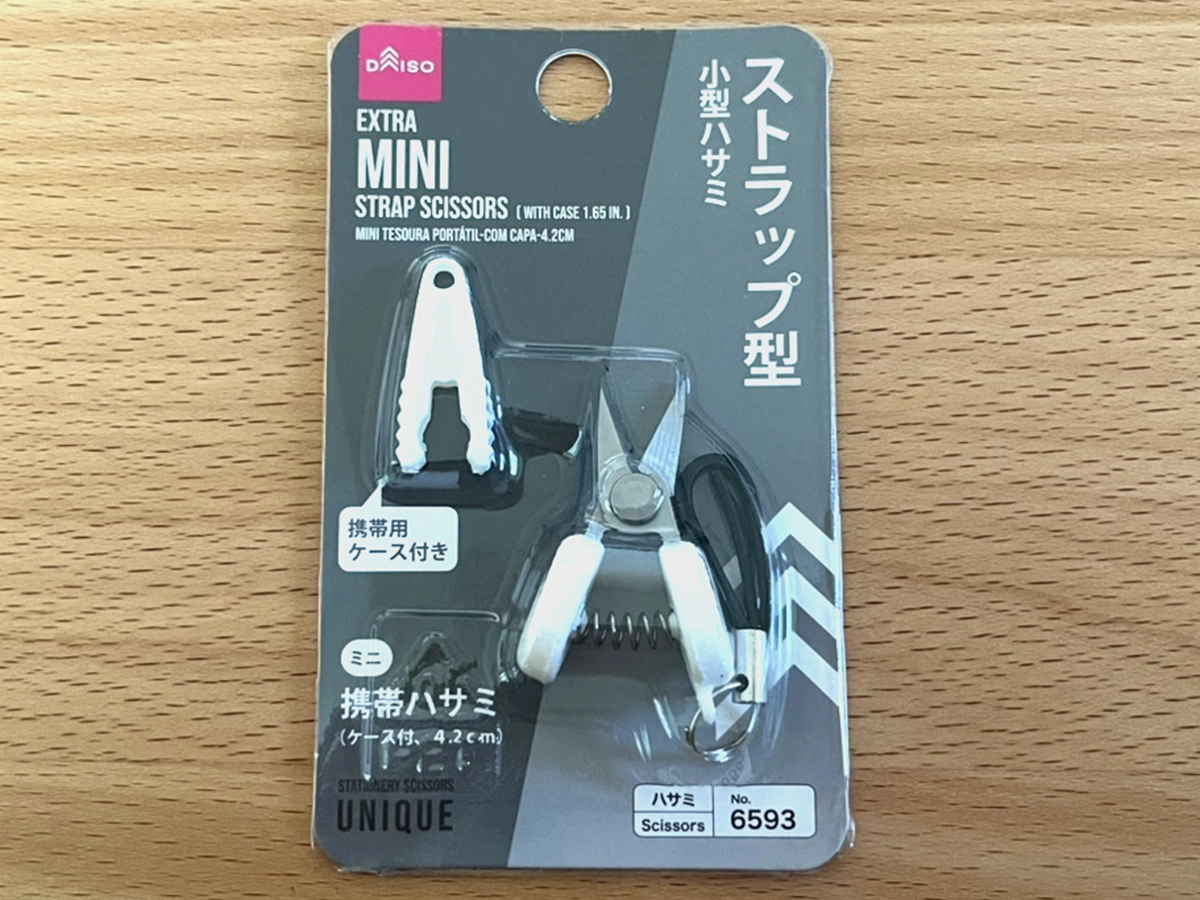 DAISO
EXTRA
MINI
STRAP SCISSORS ( WITH CASE 1.65 IN. )
MINI TESOURA PORTÁTIL-COM CAPA-4.2CM
ストラップ型
小型ハサミ
携帯用
ケース付き
ミニ
携帯ハサミ
(ケース付、4.2cm)
STATIONERY SCISSORS
UNIQUE
ハサミ
Scissors
No.
6593